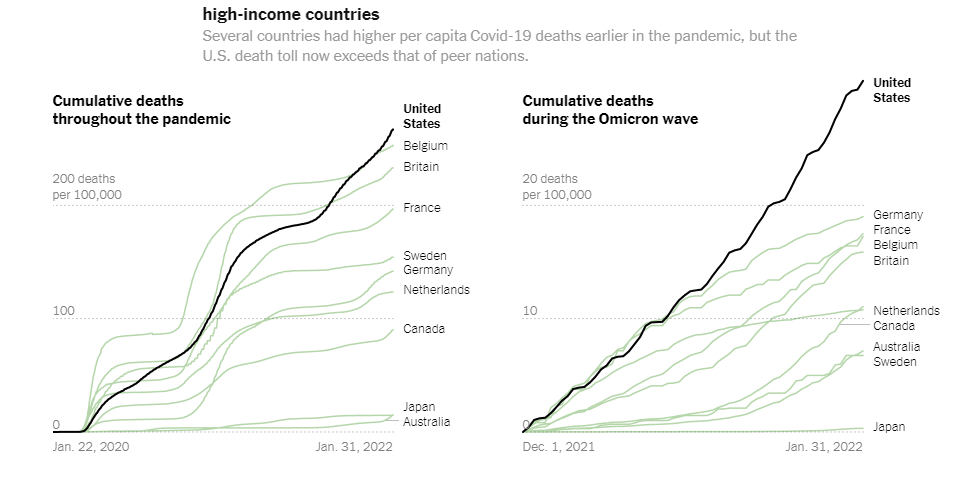 high-income countries
Several countries had higher per capita Covid-19 deaths earlier in the pandemic, but the
U.S. death toll now exceeds that of peer nations.
Cumulative deaths
throughout the pandemic
200 deaths
per 100,000
100
0
Jan. 22, 2020
Jan. 31, 2022
United
States
Belgium
Britain
France
Sweden
Germany
Netherlands
Canada
Japan
Australia
Cumulative deaths
during the Omicron wave
20 deaths
per 100,000
10
0
Dec. 1, 2021
Jan. 31, 2022
United
States
Germany
France
Belgium
Britain
Netherlands
Canada
Australia
Sweden
Japan